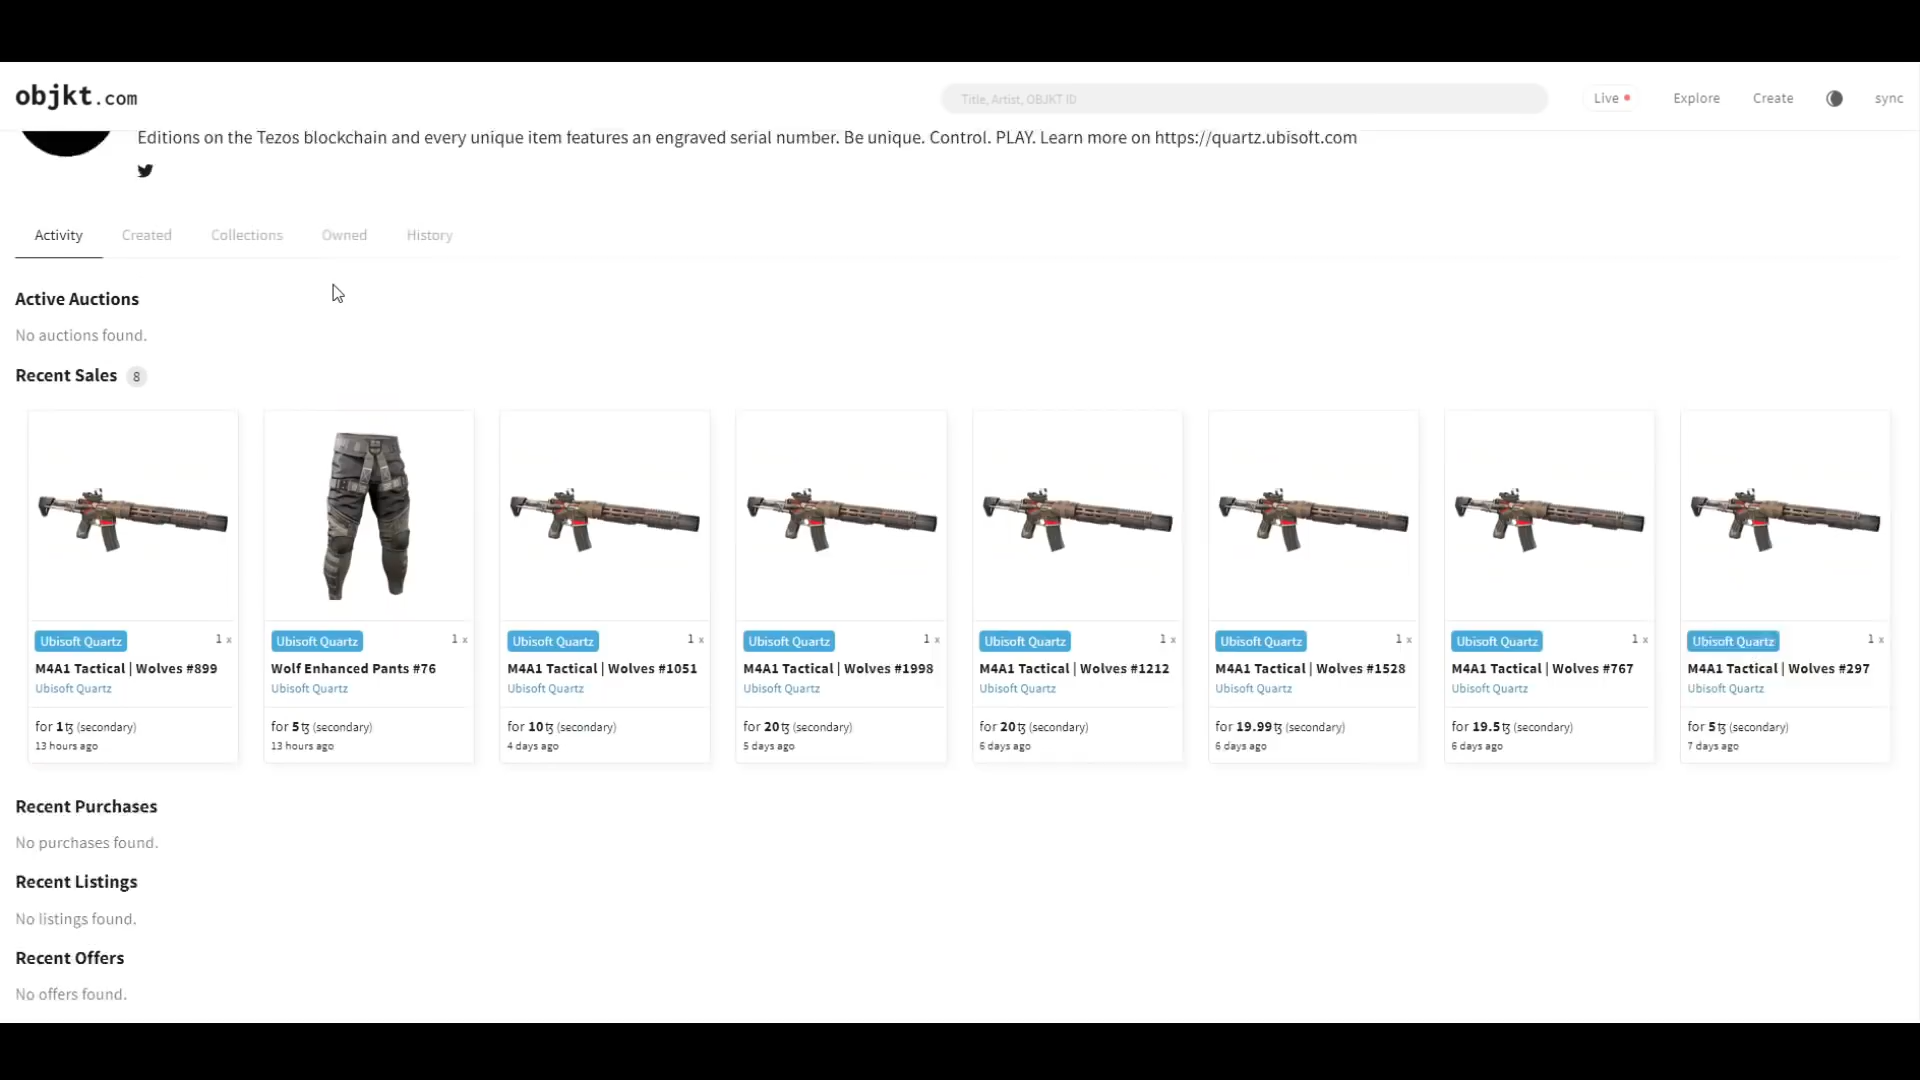 objkt.com
Title, Artist, OBJKT ID
Live
Explore
Create
sync
Editions on the Tezos blockchain and every unique item features an engraved serial number. Be unique. Control. PLAY. Learn more on https://quartz.ubisoft.com
Activity
Created
Collections
Owned
History
Active Auctions
No auctions found.
Recent Sales 8
Ubisoft Quartz 1 x
M4A1 Tactical | Wolves #899
Ubisoft Quartz
for 1ꜩ (secondary)
13 hours ago
Ubisoft Quartz 1 x
Wolf Enhanced Pants #76
Ubisoft Quartz
for 5ꜩ (secondary)
13 hours ago
Ubisoft Quartz 1 x
M4A1 Tactical | Wolves #1051
Ubisoft Quartz
for 10ꜩ (secondary)
4 days ago
Ubisoft Quartz 1 x
M4A1 Tactical | Wolves #1998
Ubisoft Quartz
for 20ꜩ (secondary)
5 days ago
Ubisoft Quartz 1 x
M4A1 Tactical | Wolves #1212
Ubisoft Quartz
for 20ꜩ (secondary)
6 days ago
Ubisoft Quartz 1 x
M4A1 Tactical | Wolves #1528
Ubisoft Quartz
for 19.99ꜩ (secondary)
6 days ago
Ubisoft Quartz 1 x
M4A1 Tactical | Wolves #767
Ubisoft Quartz
for 19.5ꜩ (secondary)
6 days ago
Ubisoft Quartz 1 x
M4A1 Tactical | Wolves #297
Ubisoft Quartz
for 5ꜩ (secondary)
7 days ago
Recent Purchases
No purchases found.
Recent Listings
No listings found.
Recent Offers
No offers found.